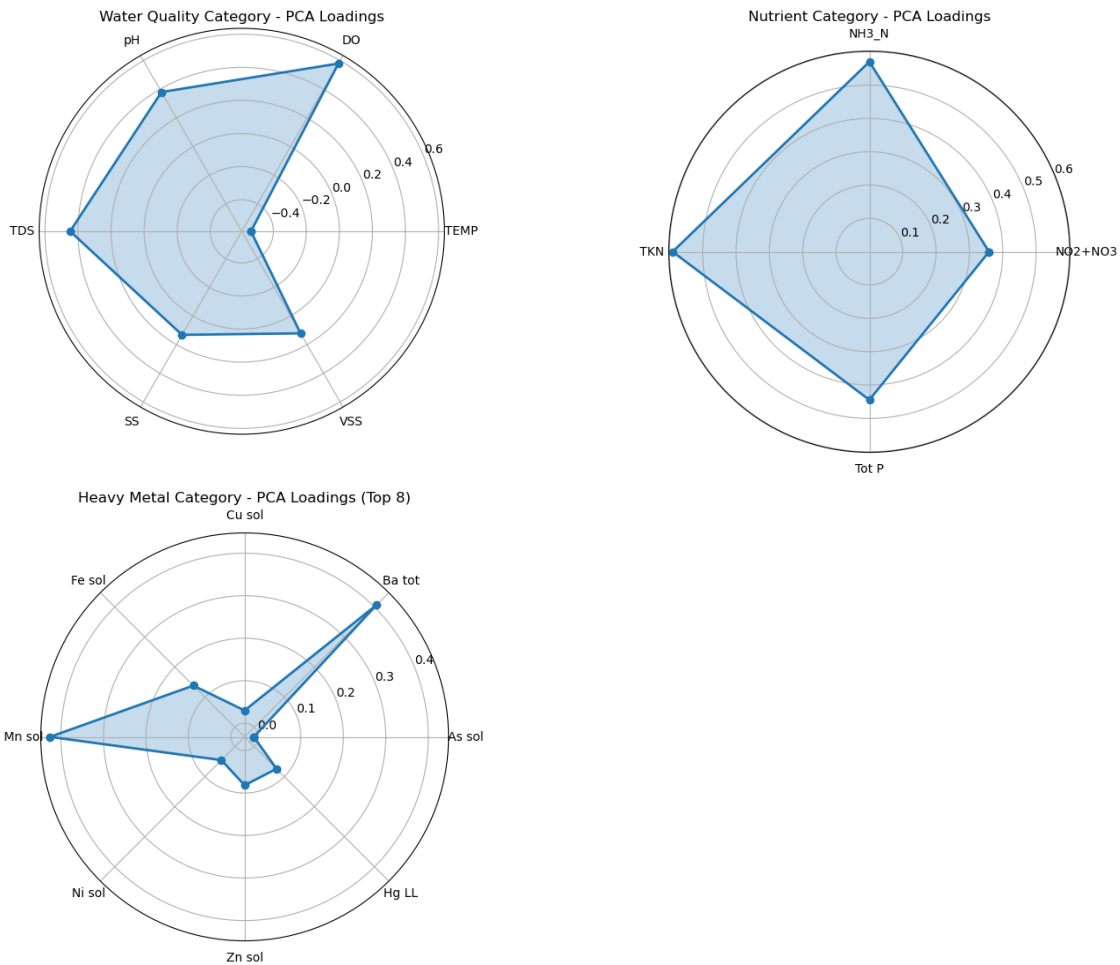 Water Quality Category - PCA Loadings
pH
DO
0.6
0.4
0.2
0.0
−0.2
−0.4
TDS
TEMP
SS
VSS
Nutrient Category - PCA Loadings
NH3_N
0.6
0.5
0.4
0.3
0.2
0.1
TKN
NO2+NO3
Tot P
Heavy Metal Category - PCA Loadings (Top 8)
Cu sol
Fe sol
Ba tot
0.4
0.3
0.2
0.1
0.0
Mn sol
As sol
Ni sol
Hg LL
Zn sol